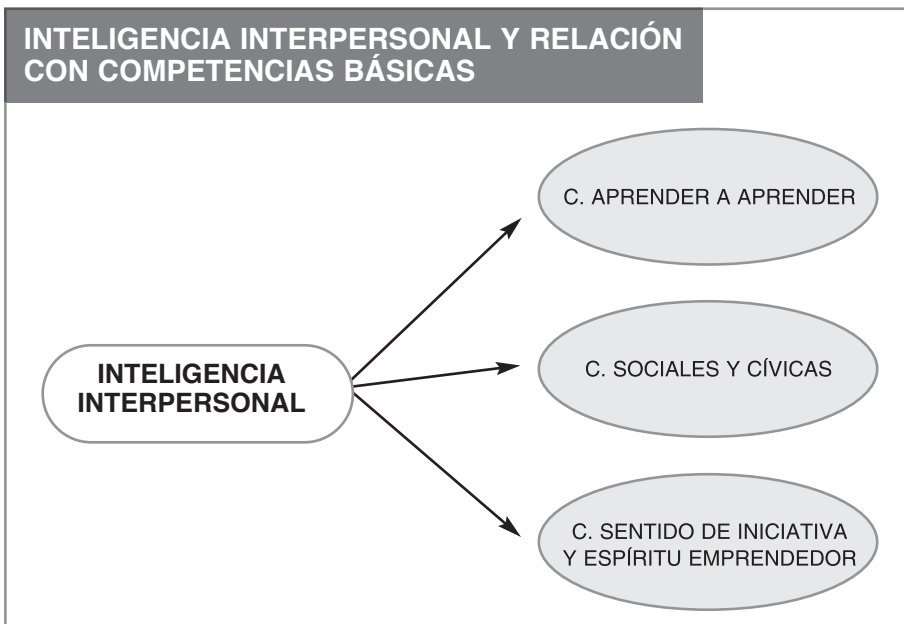 INTELIGENCIA INTERPERSONAL Y RELACIÓN
CON COMPETENCIAS BÁSICAS
C. APRENDER A APRENDER
INTELIGENCIA
INTERPERSONAL
C. SOCIALES Y CÍVICAS
C. SENTIDO DE INICIATIVA
Y ESPÍRITU EMPRENDEDOR